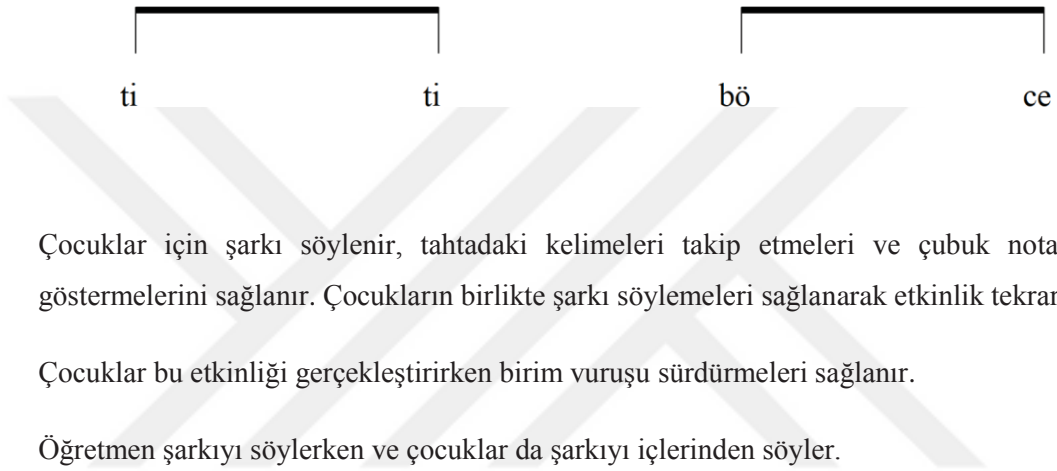 ti ti bö ce
Çocuklar için şarkı söylenir, tahtadaki kelimeleri takip etmeleri ve çubuk nota
göstermelerini sağlanır. Çocukların birlikte şarkı söylemeleri sağlanarak etkinlik tekrar
Çocuklar bu etkinliği gerçekleştirirken birim vuruşu sürdürmeleri sağlanır.
Öğretmen şarkıyı söylerken ve çocuklar da şarkıyı içlerinden söyler.